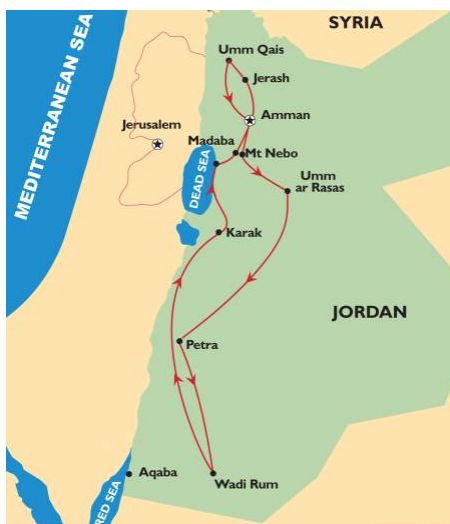 SYRIA
Umm Qais
Jerash
MEDITERRANEAN SEA
Amman
Jerusalem
Madaba
Mt Nebo
DEAD SEA
Umm
ar Rasas
Karak
JORDAN
Petra
Aqaba
Wadi Rum
RED SEA